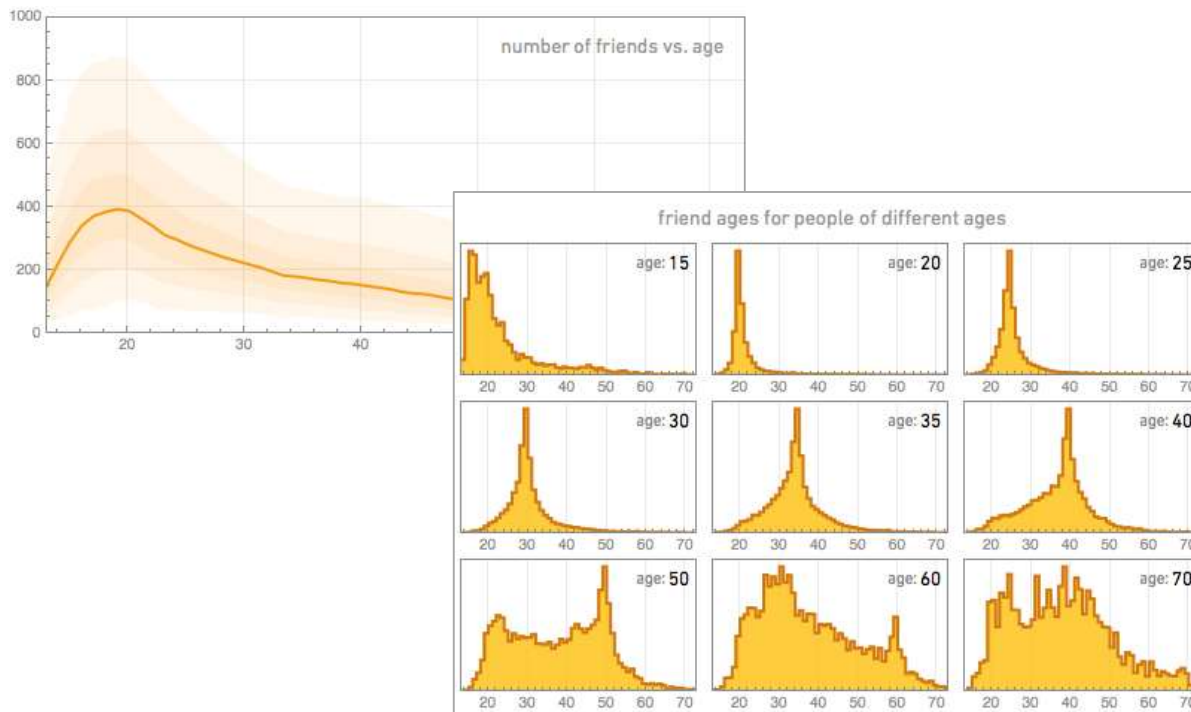 1000
number of friends vs. age
800
600
400
200
0
20 30 40
friend ages for people of different ages
age: 15
20 30 40 50 60 70
age: 20
20 30 40 50 60 70
age: 25
20 30 40 50 60 70
age: 30
20 30 40 50 60 70
age: 35
20 30 40 50 60 70
age: 40
20 30 40 50 60 70
age: 50
20 30 40 50 60 70
age: 60
20 30 40 50 60 70
age: 70
20 30 40 50 60 70